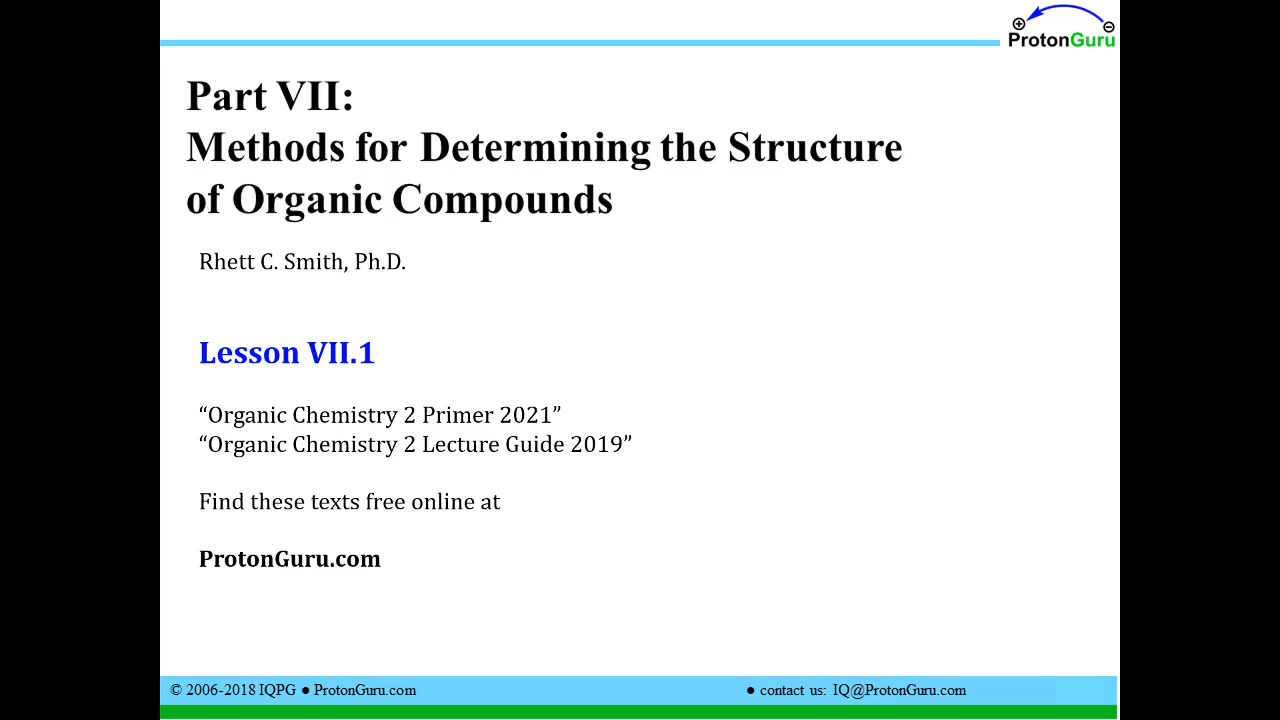 ⊕ ⊖
ProtonGuru
Part VII:
Methods for Determining the Structure
of Organic Compounds
Rhett C. Smith, Ph.D.
Lesson VII.1
“Organic Chemistry 2 Primer 2021”
“Organic Chemistry 2 Lecture Guide 2019”
Find these texts free online at
ProtonGuru.com
© 2006-2018 IQPG ● ProtonGuru.com ● contact us: IQ@ProtonGuru.com